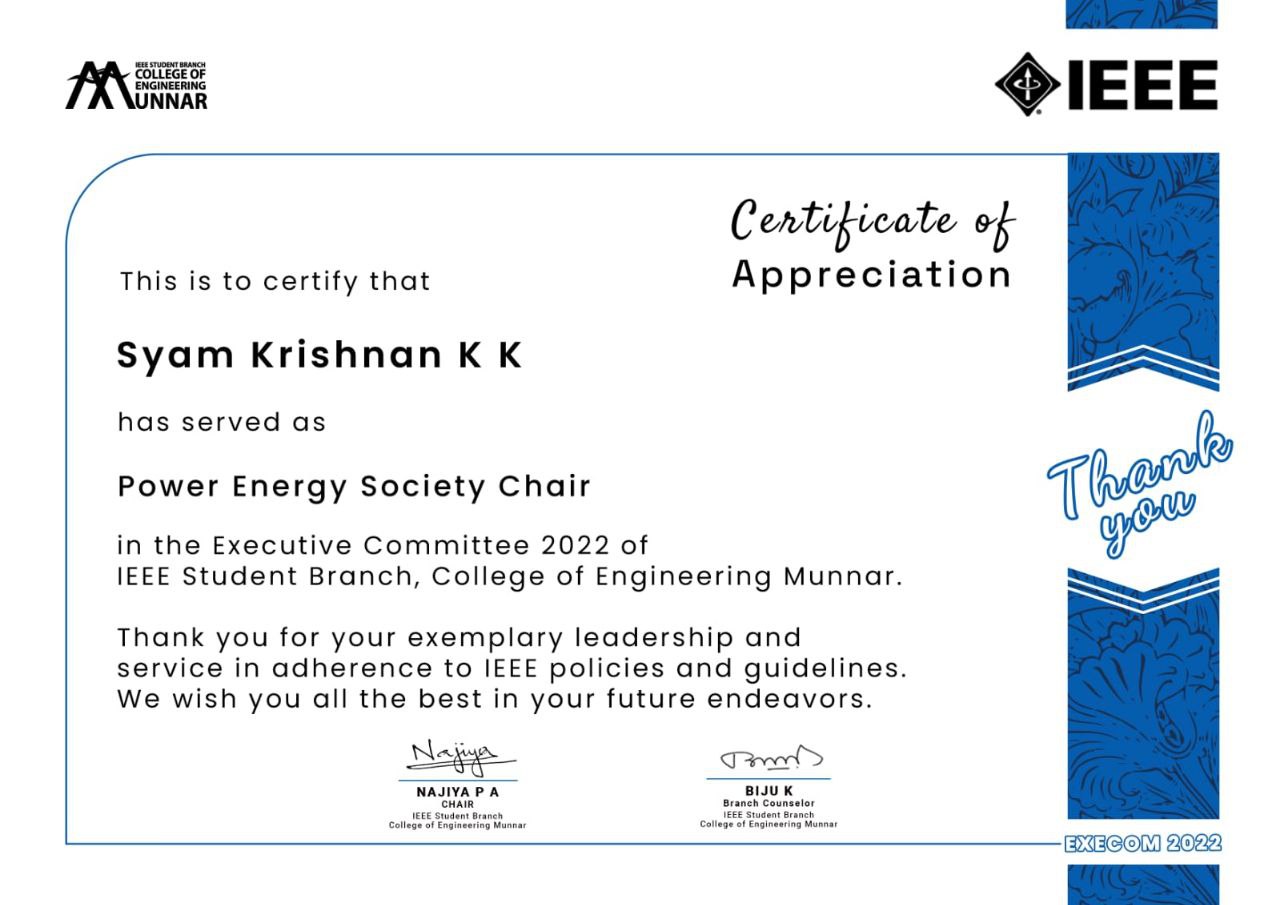 IEEE STUDENT BRANCH
COLLEGE OF
ENGINEERING
MUNNAR
IEEE
Certificate of
Appreciation
This is to certify that
Syam Krishnan K K
has served as
Power Energy Society Chair
in the Executive Committee 2022 of
IEEE Student Branch, College of Engineering Munnar.
Thank you for your exemplary leadership and
service in adherence to IEEE policies and guidelines.
We wish you all the best in your future endeavors.
Thank
you
Najiya
NAJIYA P A
CHAIR
IEEE Student Branch
College of Engineering Munnar
BIJU K
Branch Counselor
IEEE Student Branch
College of Engineering Munnar
EXECOM 2022